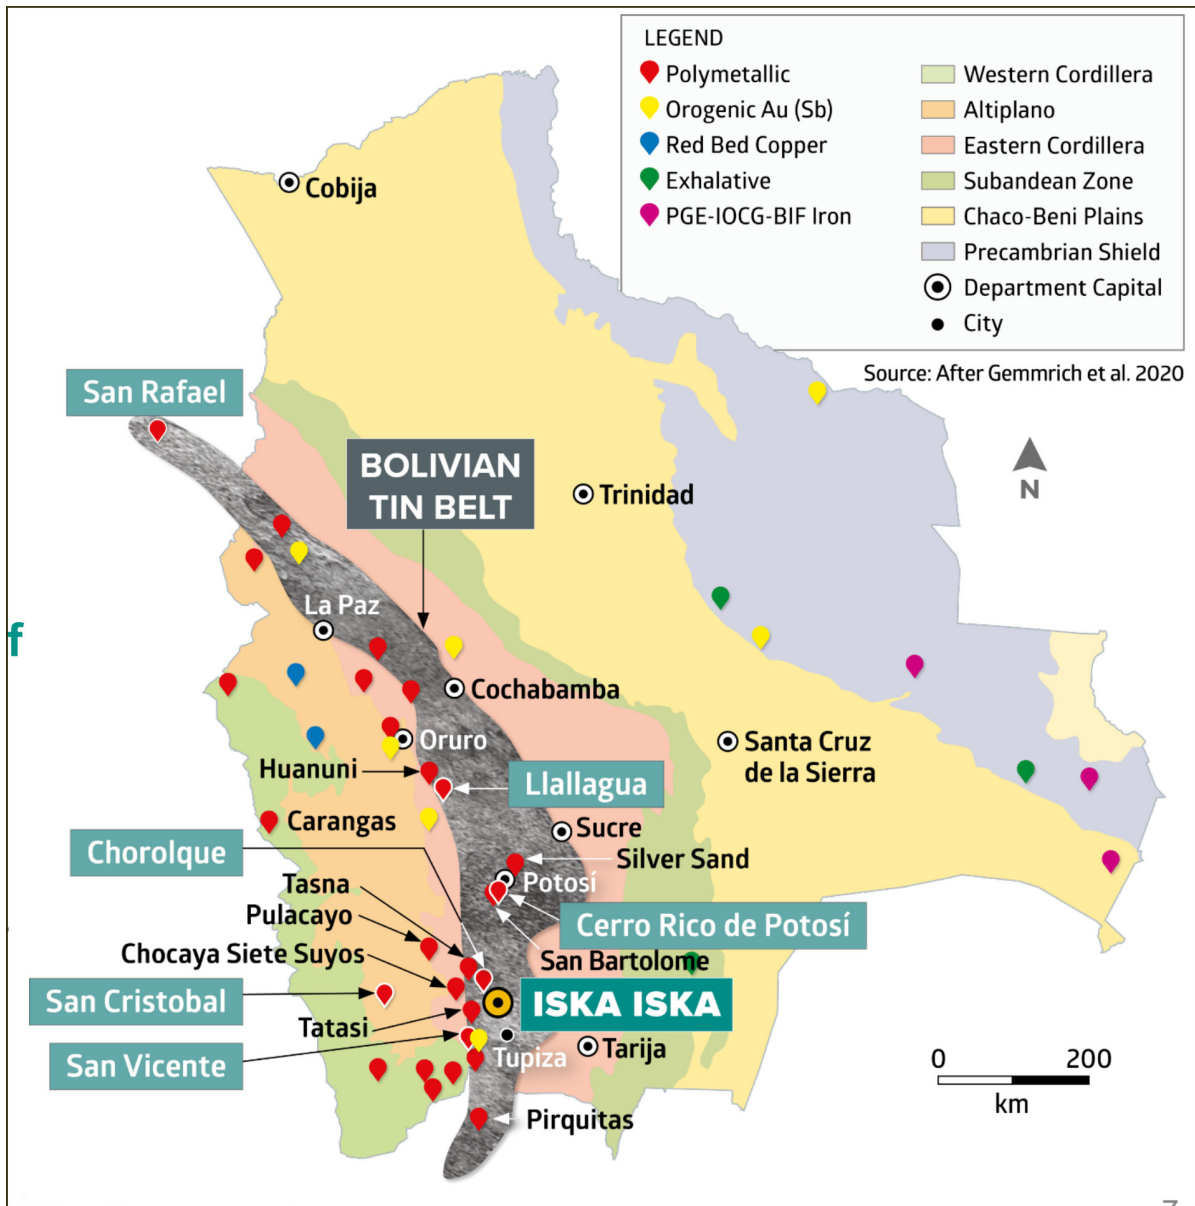 LEGEND
Polymetallic
Orogenic Au (Sb)
Red Bed Copper
Exhalative
PGE-IOCG-BIF Iron
Western Cordillera
Altiplano
Eastern Cordillera
Subandean Zone
Chaco-Beni Plains
Precambrian Shield
Department Capital
City
Source: After Gemmrich et al. 2020
Cobija
San Rafael
BOLIVIAN
TIN BELT
Trinidad
N
La Paz
f
Cochabamba
Oruro
Santa Cruz
de la Sierra
Huanuni
Llallagua
Carangas
Sucre
Chorolque
Silver Sand
Tasna
Potosí
Pulacayo
Cerro Rico de Potosí
Chocaya Siete Suyos
San Bartolome
San Cristobal
ISKA ISKA
Tatasi
San Vicente
Tupiza
Tarija
0 200
km
Pirquitas